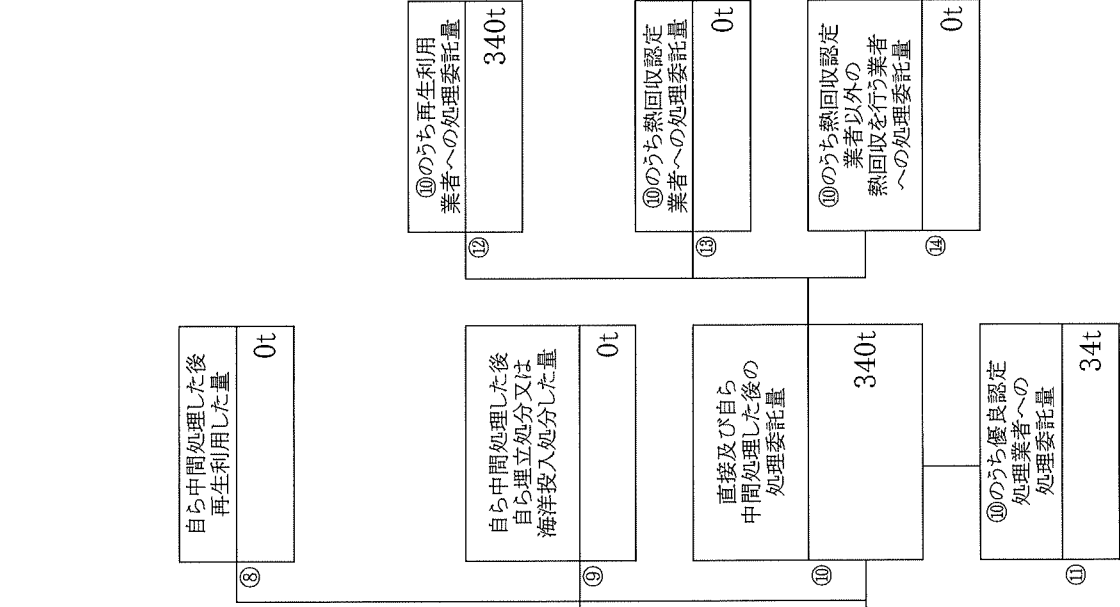 ⑧
自ら中間処理した後
再生利用した量
0t
⑨
自ら中間処理した後
自ら埋立処分又は
海洋投入処分した量
0t
⑩
直接及び自ら
中間処理した後の
処理委託量
340t
⑪
⑩のうち優良認定
処理業者への
処理委託量
34t
⑫
⑩のうち再生利用
業者への処理委託量
340t
⑬
⑩のうち熱回収認定
業者への処理委託量
0t
⑭
⑩のうち熱回収認定
業者以外の
熱回収を行う業者
への処理委託量
0t